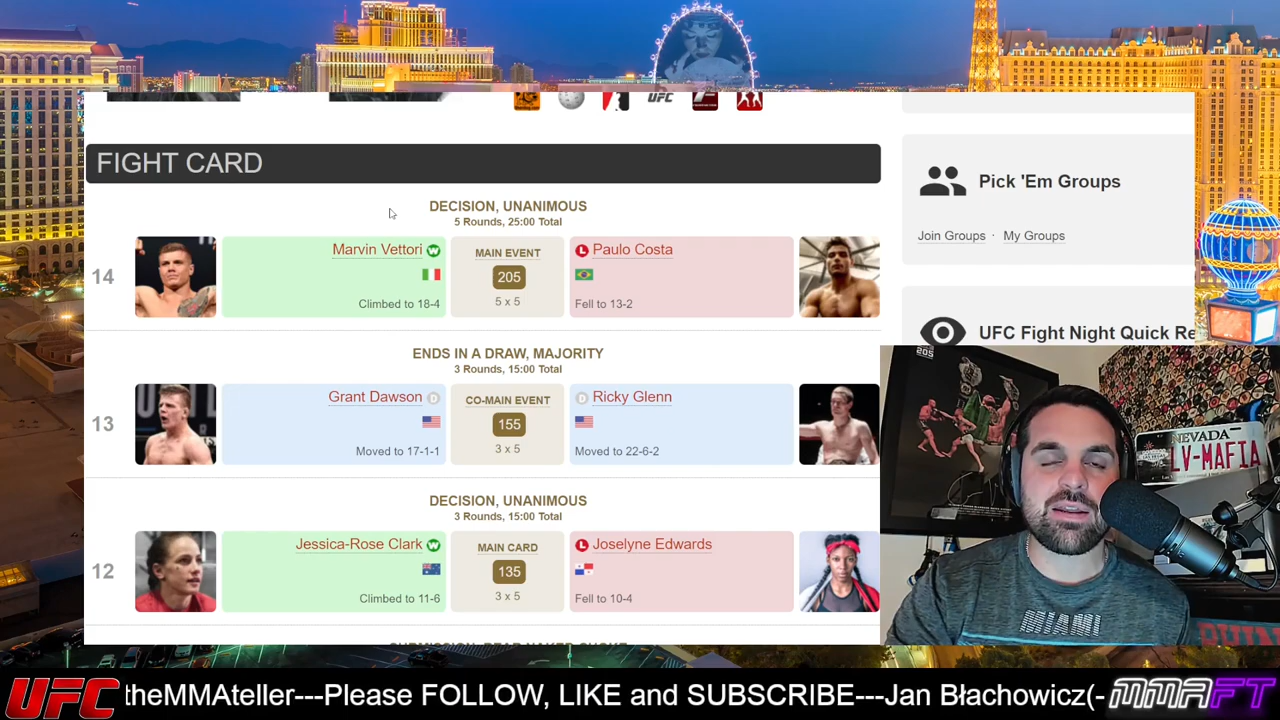 UFC
FIGHT CARD
DECISION, UNANIMOUS
5 Rounds, 25:00 Total
14
Marvin Vettori W
Climbed to 18-4
MAIN EVENT
205
5 x 5
L Paulo Costa
Fell to 13-2
ENDS IN A DRAW, MAJORITY
3 Rounds, 15:00 Total
13
Grant Dawson D
Moved to 17-1-1
CO-MAIN EVENT
155
3 x 5
D Ricky Glenn
Moved to 22-6-2
DECISION, UNANIMOUS
3 Rounds, 15:00 Total
12
Jessica-Rose Clark W
Climbed to 11-6
MAIN CARD
135
3 x 5
L Joselyne Edwards
Fell to 10-4
Pick 'Em Groups
Join Groups · My Groups
UFC Fight Night Quick Re
205
NEVADA
LV-MAFIA
MIAMI
UFC
theMMAteller---Please FOLLOW, LIKE and SUBSCRIBE---Jan Błachowicz(-
MMAFT